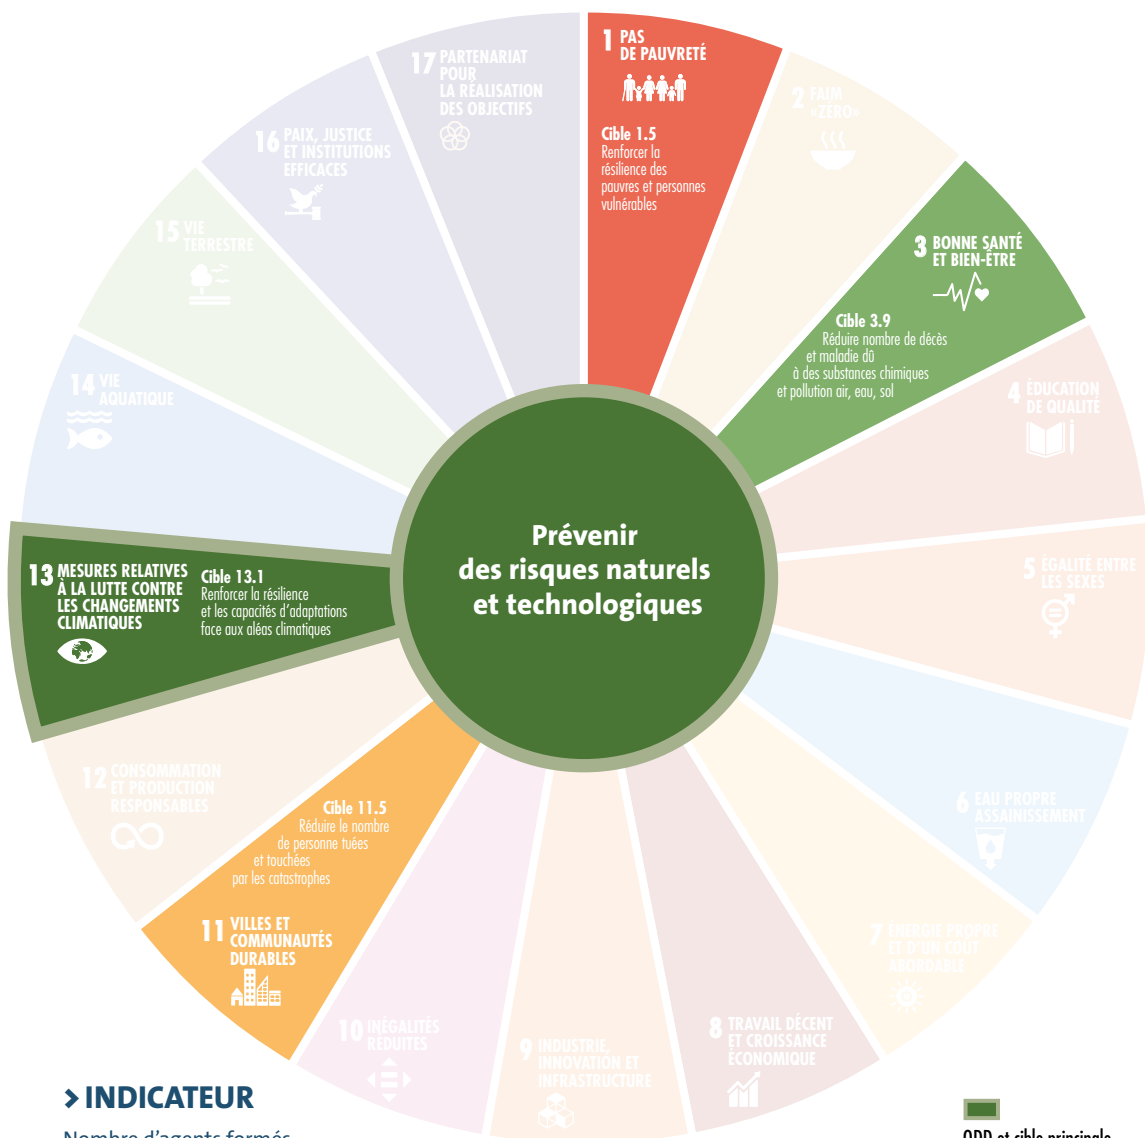 1 PAS
DE PAUVRETÉ
Cible 1.5
Renforcer la
résilience des
pauvres et personnes
vulnérables
2 FAIM
«ZÉRO»
3 BONNE SANTÉ
ET BIEN-ÊTRE
Cible 3.9
Réduire nombre de décès
et maladie dû
à des substances chimiques
et pollution air, eau, sol
4 ÉDUCATION
DE QUALITÉ
5 ÉGALITÉ ENTRE
LES SEXES
6 EAU PROPRE
ASSAINISSEMENT
7 ÉNERGIE PROPRE
ET D'UN COÛT
ABORDABLE
8 TRAVAIL DÉCENT
ET CROISSANCE
ÉCONOMIQUE
9 INDUSTRIE,
INNOVATION ET
INFRASTRUCTURE
10 INÉGALITÉS
RÉDUITES
Cible 11.5
Réduire le nombre
de personne tuées
et touchées
par les catastrophes
11 VILLES ET
COMMUNAUTÉS
DURABLES
12 CONSOMMATION
ET PRODUCTION
RESPONSABLES
13 MESURES RELATIVES
À LA LUTTE CONTRE
LES CHANGEMENTS
CLIMATIQUES
Cible 13.1
Renforcer la résilience
et les capacités d'adaptations
face aux aléas climatiques
14 VIE
AQUATIQUE
15 VIE
TERRESTRE
16 PAIX, JUSTICE
ET INSTITUTIONS
EFFICACES
17 PARTENARIAT
POUR
LA RÉALISATION
DES OBJECTIFS
Prévenir
des risques naturels
et technologiques
> INDICATEUR
Nombre d'agents formés
ODD et cible principale